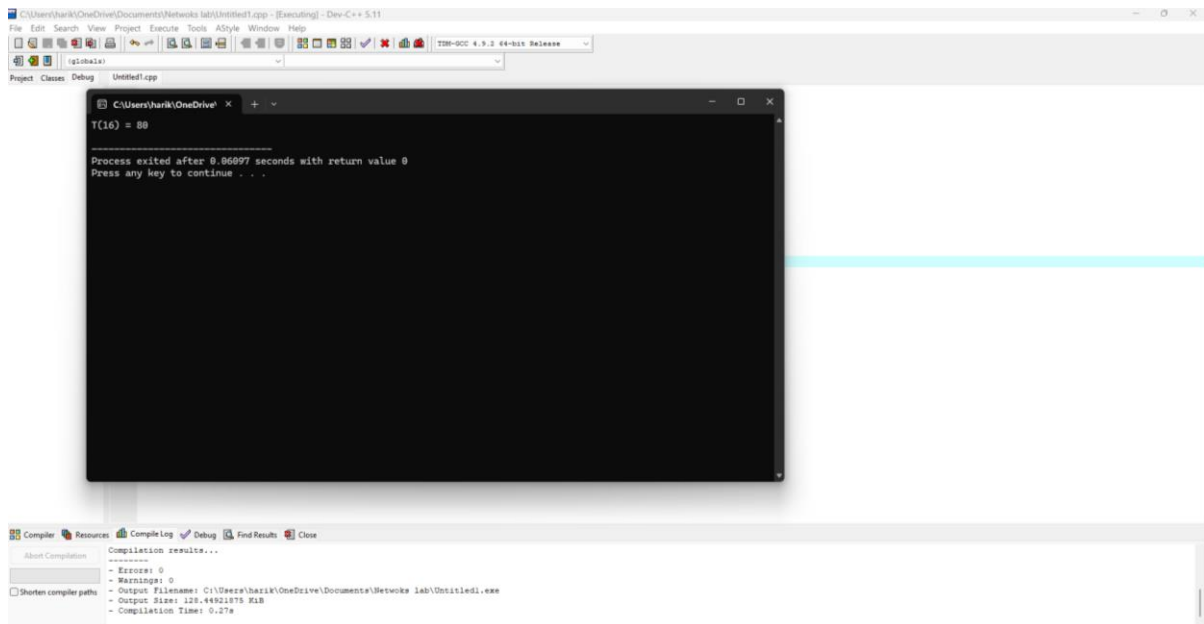 C:\Users\harik\OneDrive\Documents\Netwoks lab\Untitled1.cpp - [Executing] - Dev-C++ 5.11
File Edit Search View Project Execute Tools AStyle Window Help
TDM-GCC 4.9.2 64-bit Release
(globals)
Project Classes Debug Untitled1.cpp
C:\Users\harik\OneDrive\
T(16) = 80
--------------------------------
Process exited after 0.06097 seconds with return value 0
Press any key to continue . . .
Compiler Resources Compile Log Debug Find Results Close
Abort Compilation
Shorten compiler paths
Compilation results...
--------
- Errors: 0
- Warnings: 0
- Output Filename: C:\Users\harik\OneDrive\Documents\Netwoks lab\Untitled1.exe
- Output Size: 128.44921875 KiB
- Compilation Time: 0.27s